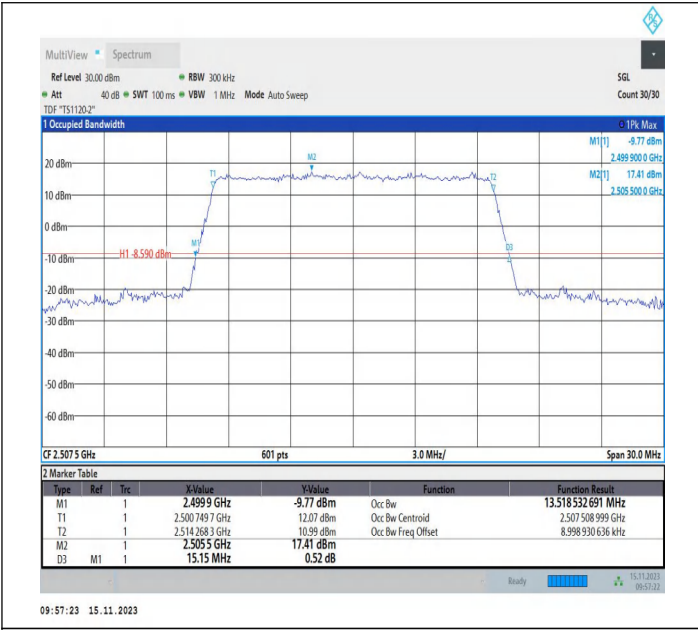 R S
MultiView Spectrum
Ref Level 30.00 dBm RBW 300 kHz SGL
Att 40 dB SWT 100 ms VBW 1 MHz Mode Auto Sweep Count 30/30
TDF "TS1120-2"
1 Occupied Bandwidth 1Pk Max
M1[1] -9.77 dBm
2.499 900 0 GHz
M2[1] 17.41 dBm
2.505 500 0 GHz
20 dBm
M2
T1
T2
10 dBm
0 dBm
M1
D3
H1 -8.590 dBm
-10 dBm
-20 dBm
-30 dBm
-40 dBm
-50 dBm
-60 dBm
CF 2.507 5 GHz 601 pts 3.0 MHz/ Span 30.0 MHz
2 Marker Table
Type Ref Trc X-Value Y-Value Function Function Result
M1 1 2.499 9 GHz -9.77 dBm Occ Bw 13.518 532 691 MHz
T1 1 2.500 749 7 GHz 12.07 dBm Occ Bw Centroid 2.507 508 999 GHz
T2 1 2.514 268 3 GHz 10.99 dBm Occ Bw Freq Offset 8.998 930 636 kHz
M2 1 2.505 5 GHz 17.41 dBm
D3 M1 1 15.15 MHz 0.52 dB
Ready 15.11.2023
09:57:22
09:57:23 15.11.2023